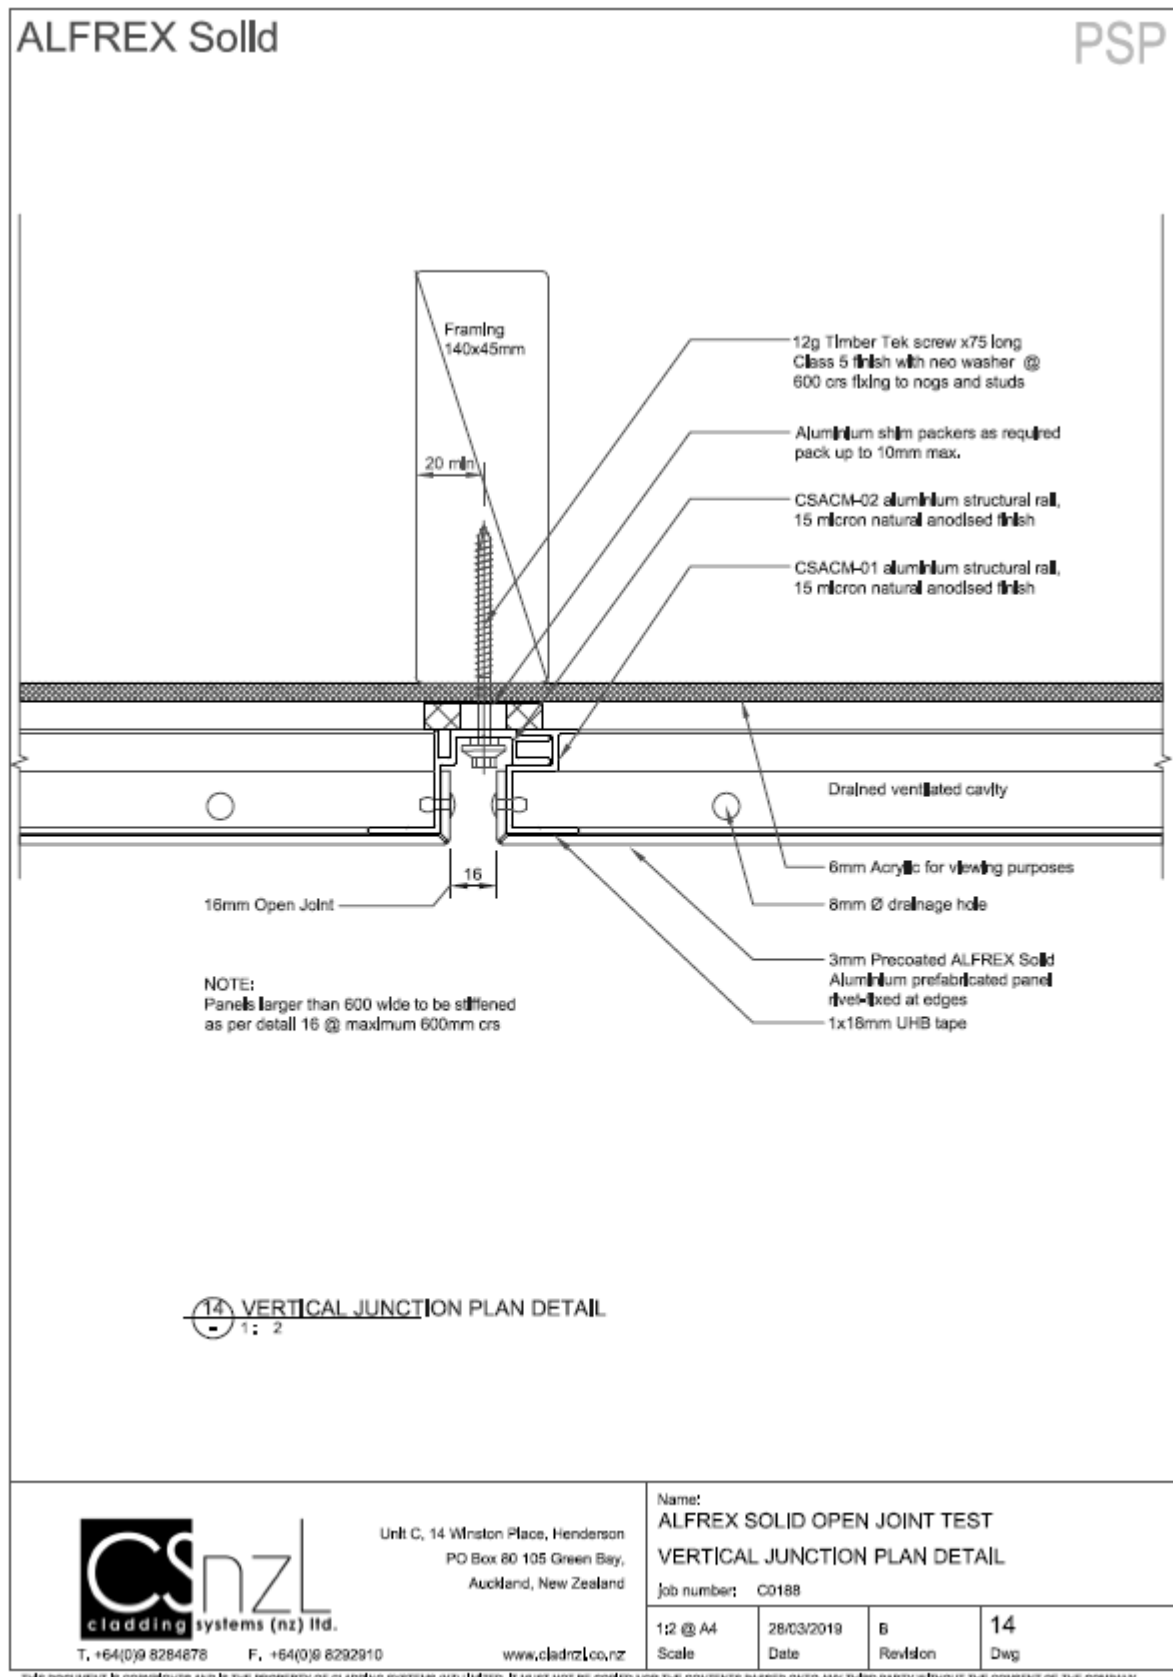 ALFREX Solid
PSP
Framing
140x45mm
20 min
12g Timber Tek screw x75 long
Class 5 finish with neo washer @
600 crs fixing to nogs and studs
Aluminium shim packers as required
pack up to 10mm max.
CSACM-02 aluminium structural rail,
15 micron natural anodised finish
CSACM-01 aluminium structural rail,
15 micron natural anodised finish
Drained ventilated cavity
6mm Acrylic for viewing purposes
16
16mm Open Joint
8mm Ø drainage hole
3mm Precoated ALFREX Solid
Aluminium prefabricated panel
rivet-fixed at edges
1x18mm UHB tape
NOTE:
Panels larger than 600 wide to be stiffened
as per detail 16 @ maximum 600mm crs
14 VERTICAL JUNCTION PLAN DETAIL
- 1: 2
CSnzl
cladding systems (nz) ltd.
Unit C, 14 Winston Place, Henderson
PO Box 80 105 Green Bay,
Auckland, New Zealand
T. +64(0)9 8284878 F. +64(0)9 8292910 www.cladnzl.co.nz
Name:
ALFREX SOLID OPEN JOINT TEST
VERTICAL JUNCTION PLAN DETAIL
job number: C0188
1:2 @ A4 28/03/2019 B 14
Scale Date Revision Dwg